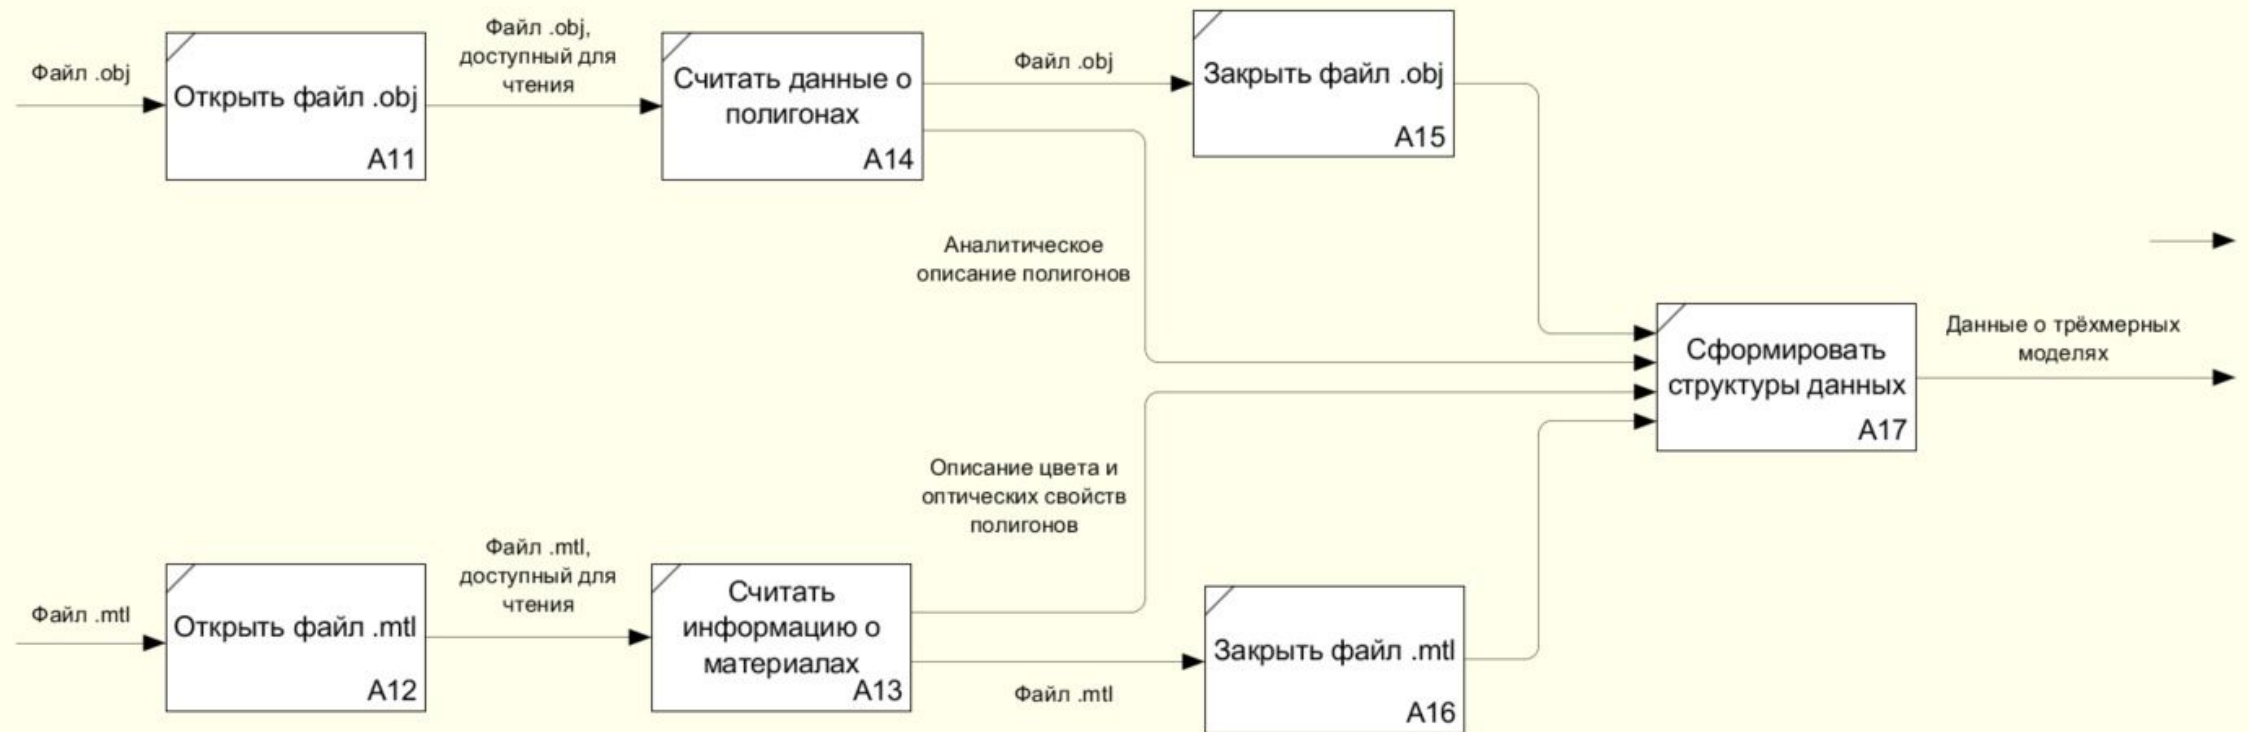 Файл .obj
Открыть файл .obj
A11
Файл .obj,
доступный для
чтения
Считать данные о
полигонах
A14
Файл .obj
Закрыть файл .obj
A15
Аналитическое
описание полигонов
Сформировать
структуры данных
A17
Данные о трёхмерных
моделях
Описание цвета и
оптических свойств
полигонов
Файл .mtl
Открыть файл .mtl
A12
Файл .mtl,
доступный для
чтения
Считать
информацию о
материалах
A13
Файл .mtl
Закрыть файл .mtl
A16